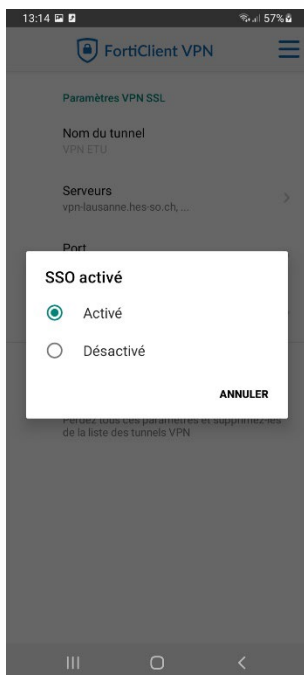 13:14 57%
FortiClient VPN
Paramètres VPN SSL
Nom du tunnel
VPN ETU
Serveurs
vpn-lausanne.hes-so.ch, ...
Port
SSO activé
Activé
Désactivé
ANNULER
Perdez tous ces paramètres et supprimez-les
de la liste des tunnels VPN